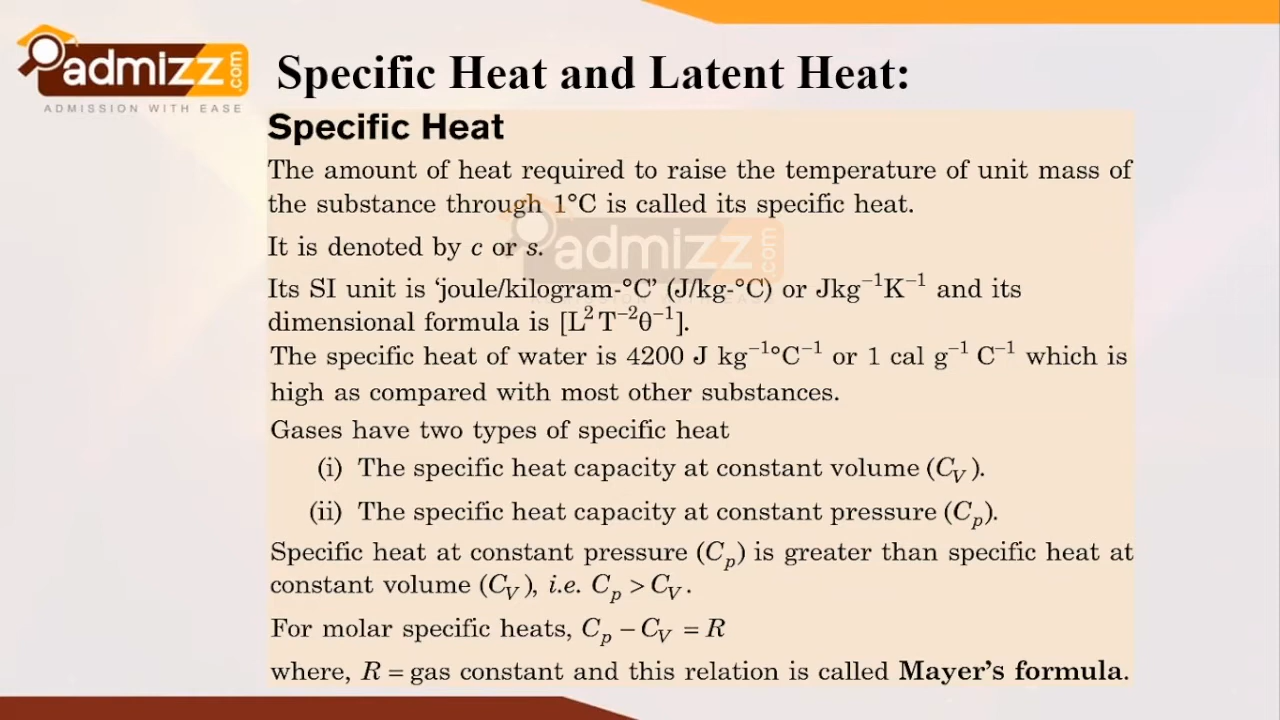 admizz.com
ADMISSION WITH EASE
Specific Heat and Latent Heat:
Specific Heat
The amount of heat required to raise the temperature of unit mass of
the substance through 1°C is called its specific heat.
It is denoted by c or s.
Its SI unit is ‘joule/kilogram-°C’ (J/kg-°C) or Jkg⁻¹K⁻¹ and its
dimensional formula is [L² T⁻²θ⁻¹].
The specific heat of water is 4200 J kg⁻¹°C⁻¹ or 1 cal g⁻¹ C⁻¹ which is
high as compared with most other substances.
Gases have two types of specific heat
(i) The specific heat capacity at constant volume (C_V).
(ii) The specific heat capacity at constant pressure (C_p).
Specific heat at constant pressure (C_p) is greater than specific heat at
constant volume (C_V), i.e. C_p > C_V.
For molar specific heats, C_p − C_V = R
where, R = gas constant and this relation is called Mayer’s formula.
admizz.com